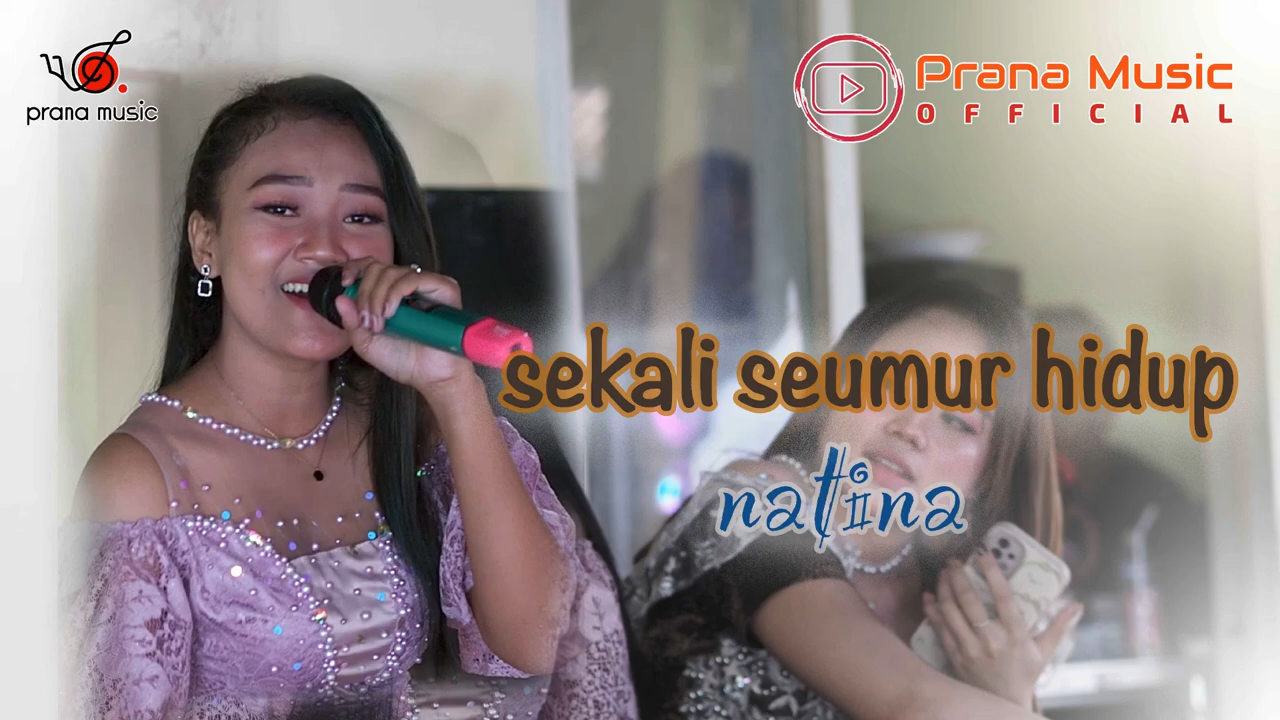 prana music
Prana Music
OFFICIAL
sekali seumur hidup
natina